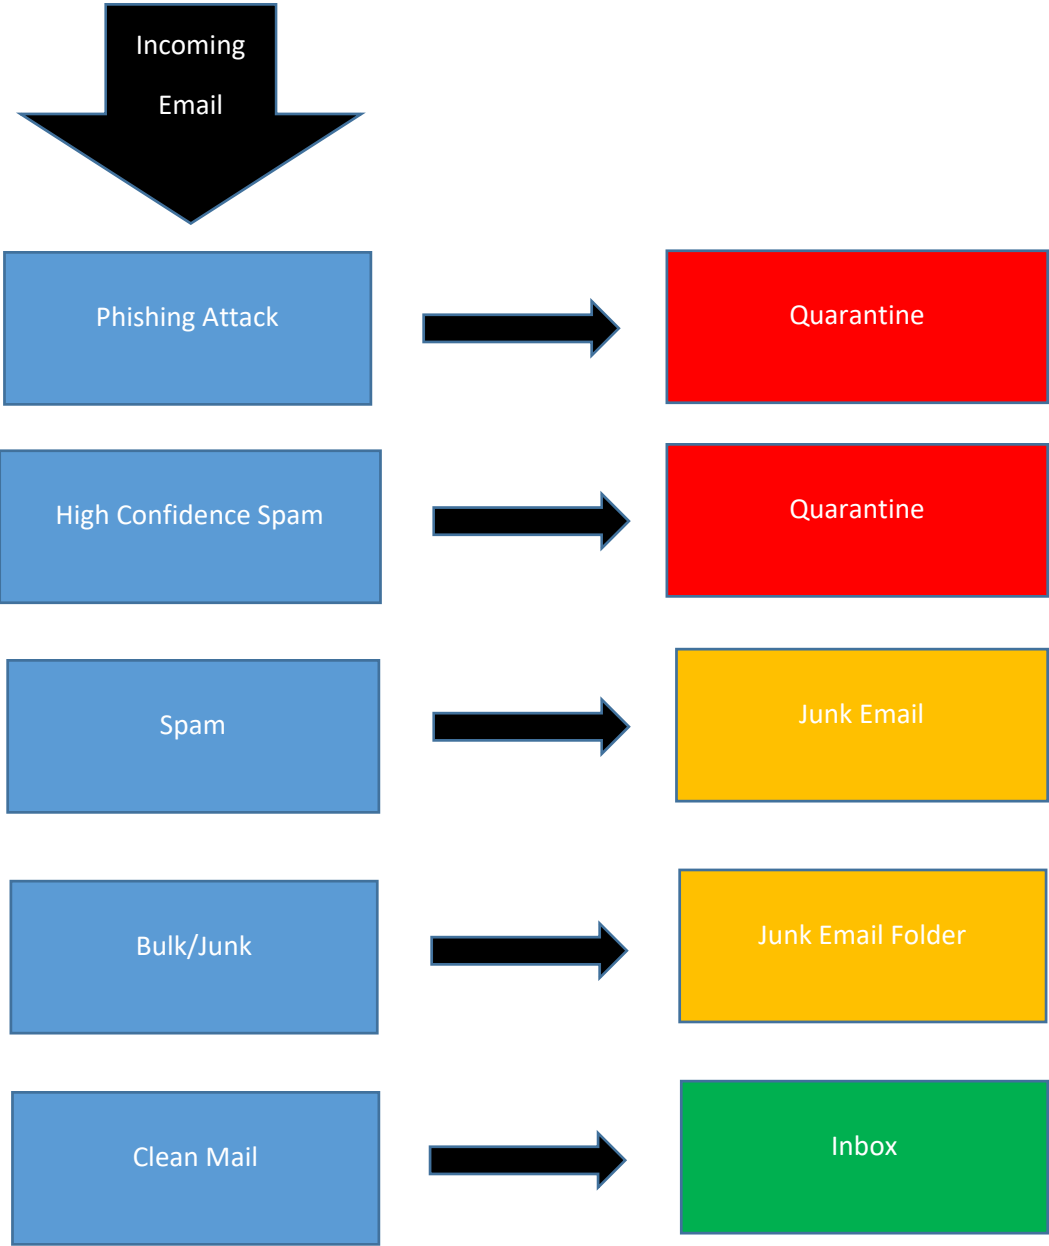 Incoming
Email
Phishing Attack
Quarantine
High Confidence Spam
Quarantine
Spam
Junk Email
Bulk/Junk
Junk Email Folder
Clean Mail
Inbox